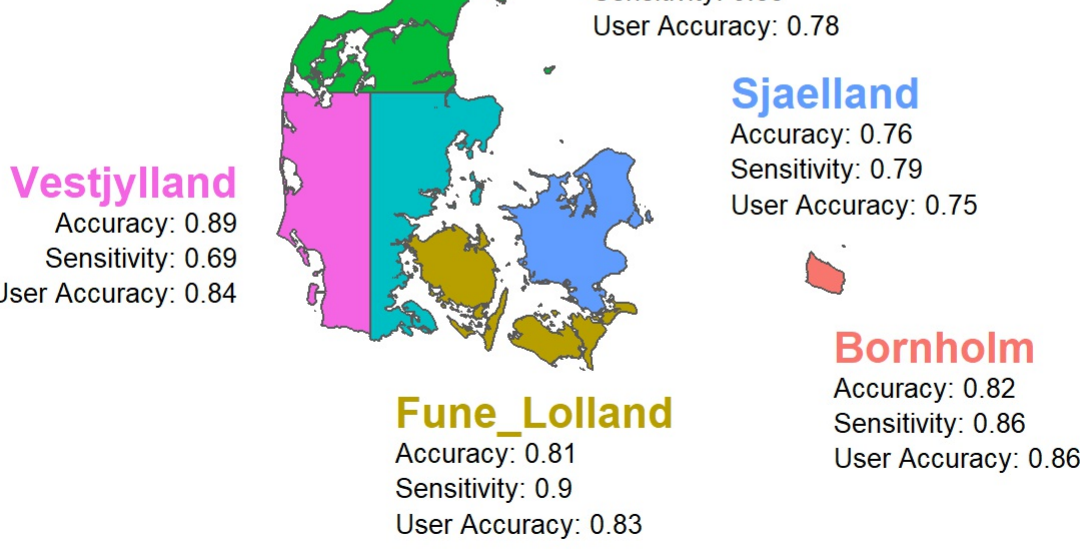 User Accuracy: 0.78
Sjaelland
Accuracy: 0.76
Sensitivity: 0.79
User Accuracy: 0.75
Vestjylland
Accuracy: 0.89
Sensitivity: 0.69
User Accuracy: 0.84
Bornholm
Accuracy: 0.82
Sensitivity: 0.86
User Accuracy: 0.86
Fune_Lolland
Accuracy: 0.81
Sensitivity: 0.9
User Accuracy: 0.83